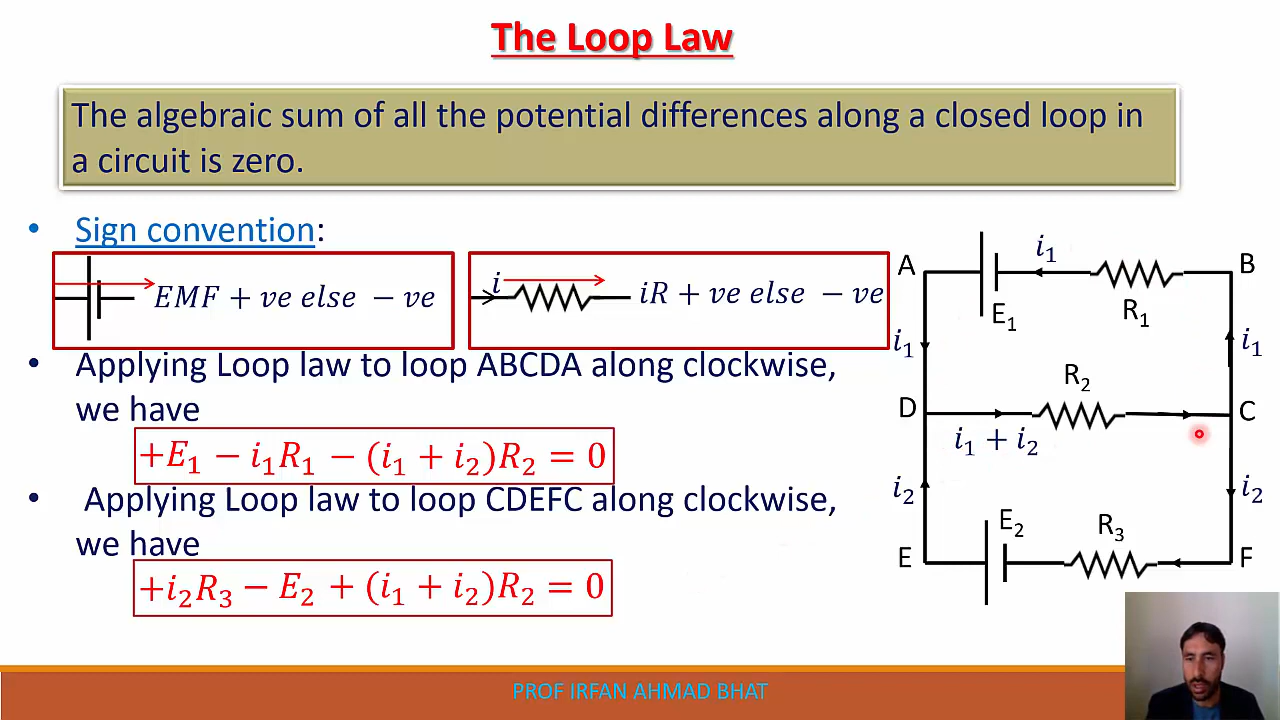 The Loop Law
The algebraic sum of all the potential differences along a closed loop in
a circuit is zero.
• Sign convention:
EMF + ve else − ve
i
iR + ve else − ve
• Applying Loop law to loop ABCDA along clockwise,
we have
+E₁ − i₁R₁ − (i₁ + i₂)R₂ = 0
• Applying Loop law to loop CDEFC along clockwise,
we have
+i₂R₃ − E₂ + (i₁ + i₂)R₂ = 0
A
i₁
B
E₁
R₁
i₁
i₁
R₂
D
C
i₁ + i₂
i₂
i₂
E₂
R₃
E
F
PROF IRFAN AHMAD BHAT